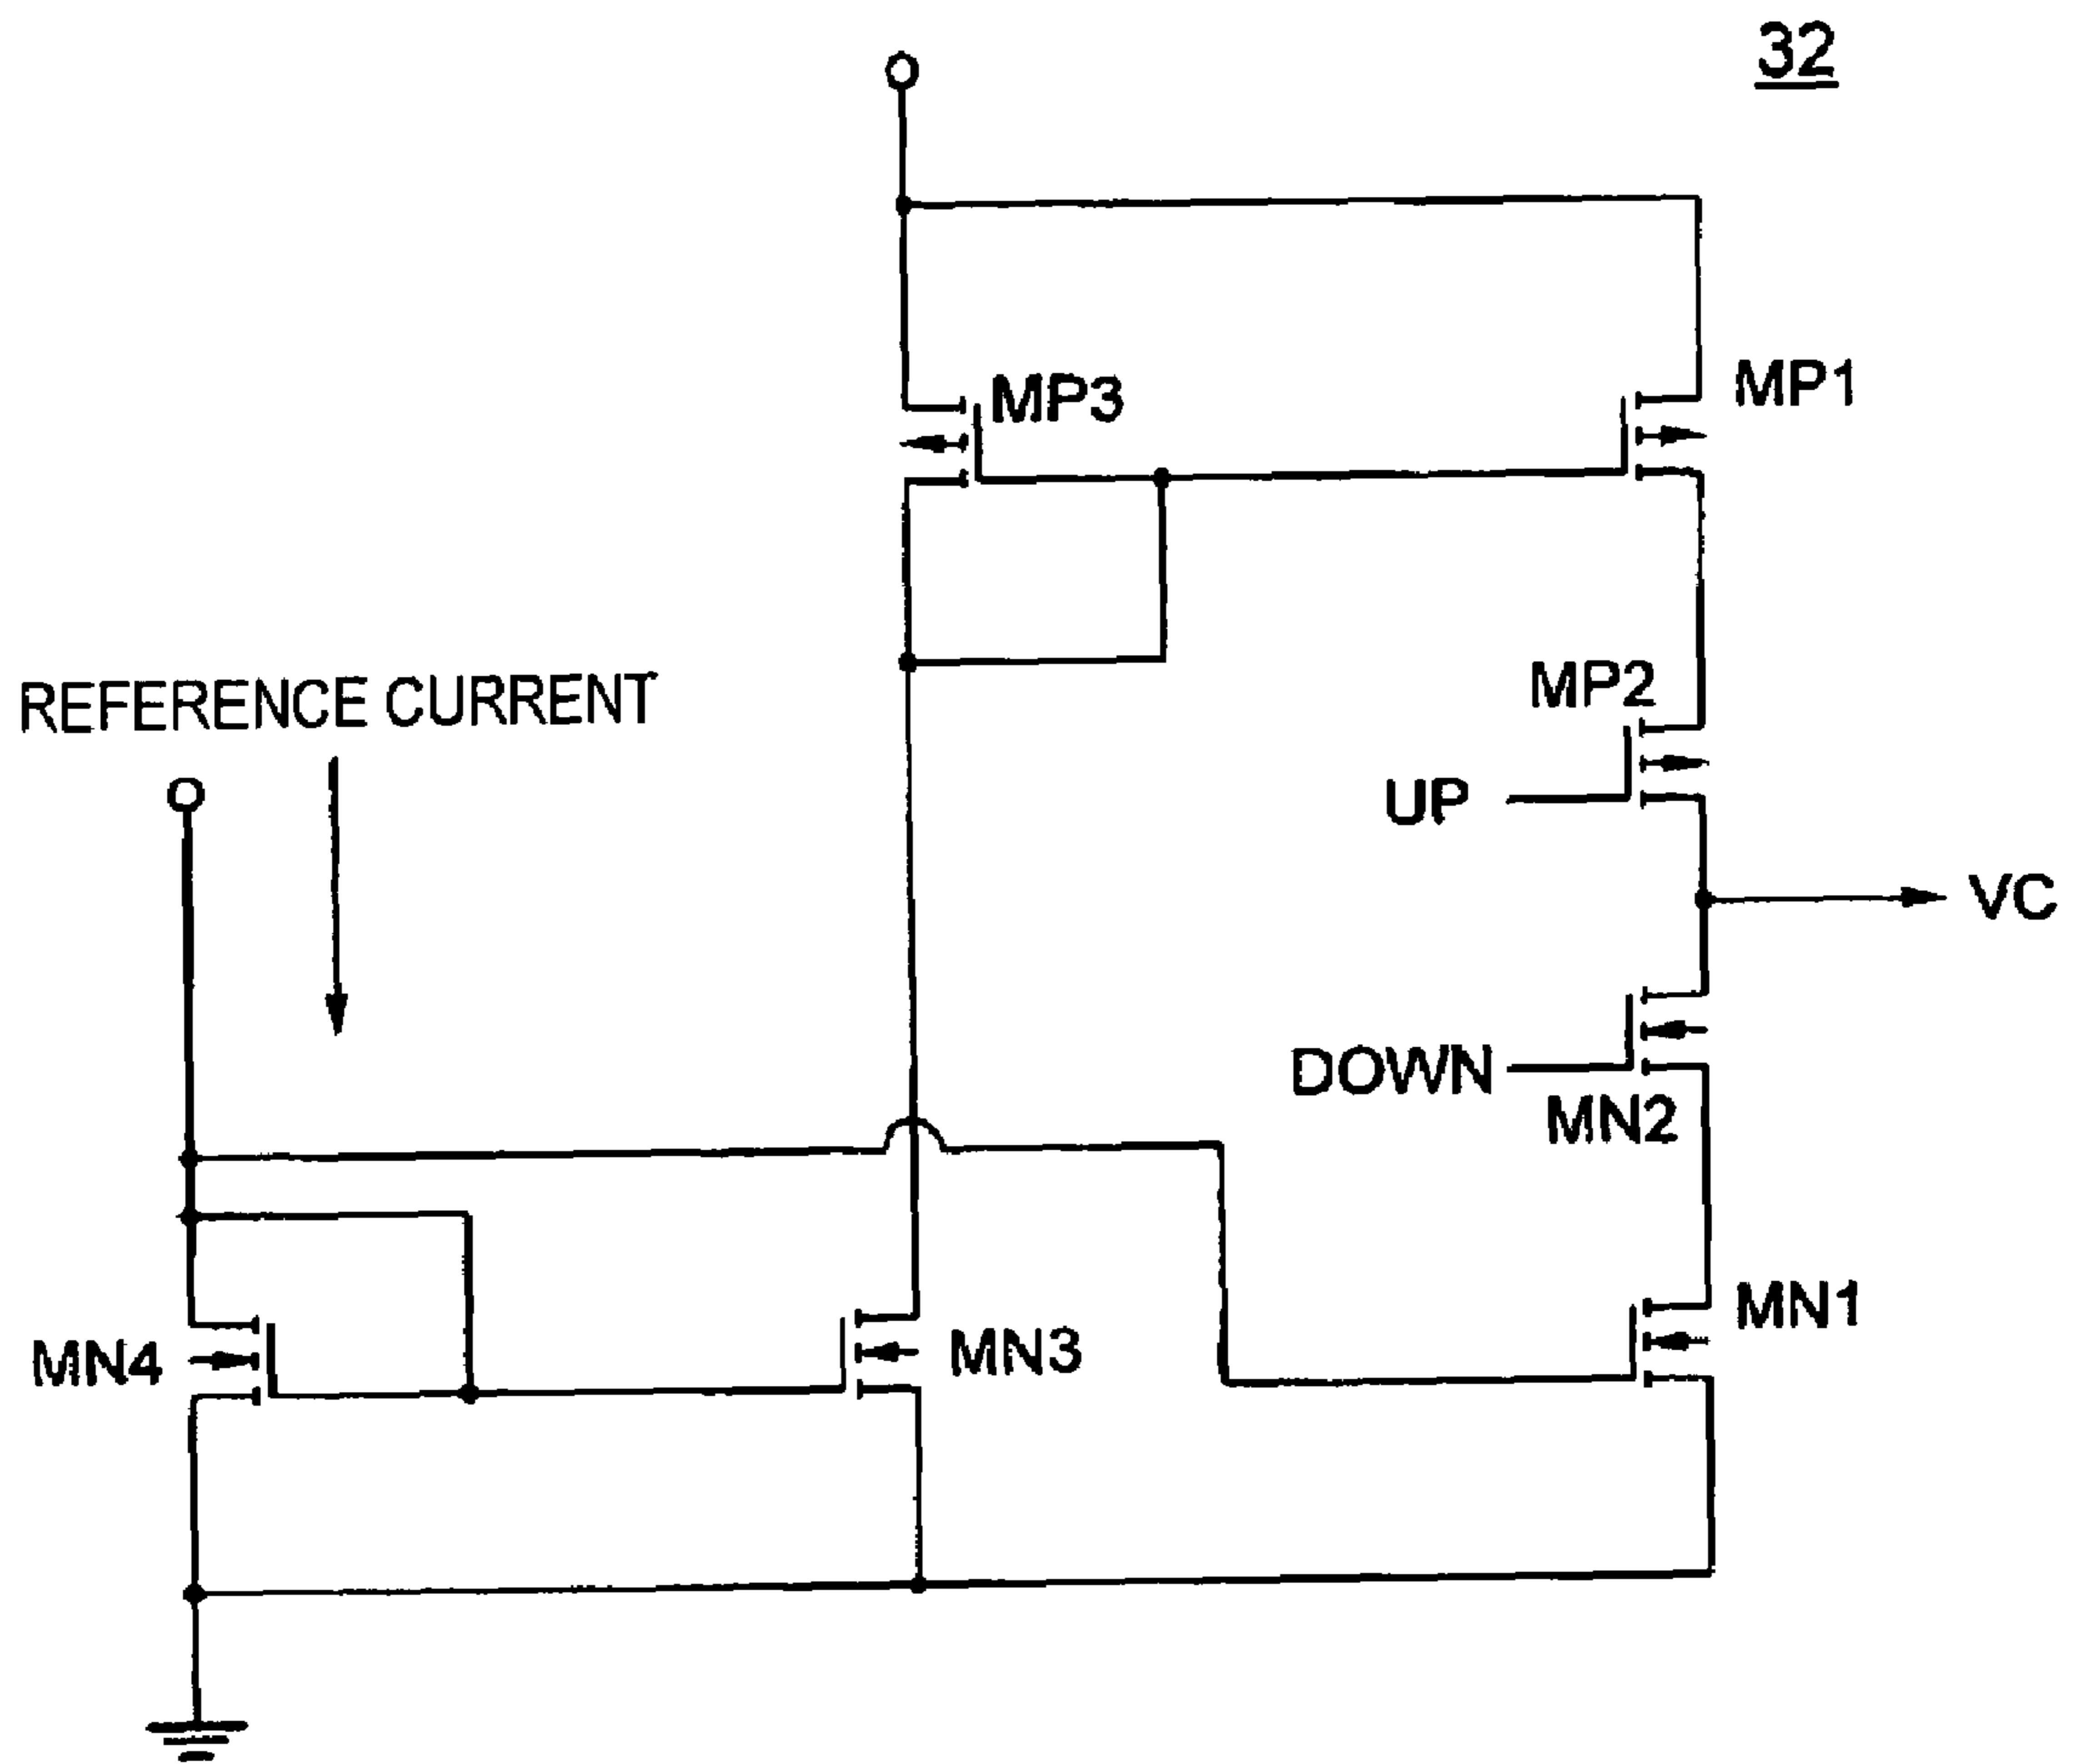 32
MP3
MP1
MP2
REFERENCE CURRENT
UP
VC
DOWN
MN2
MN1
MN4
MN3